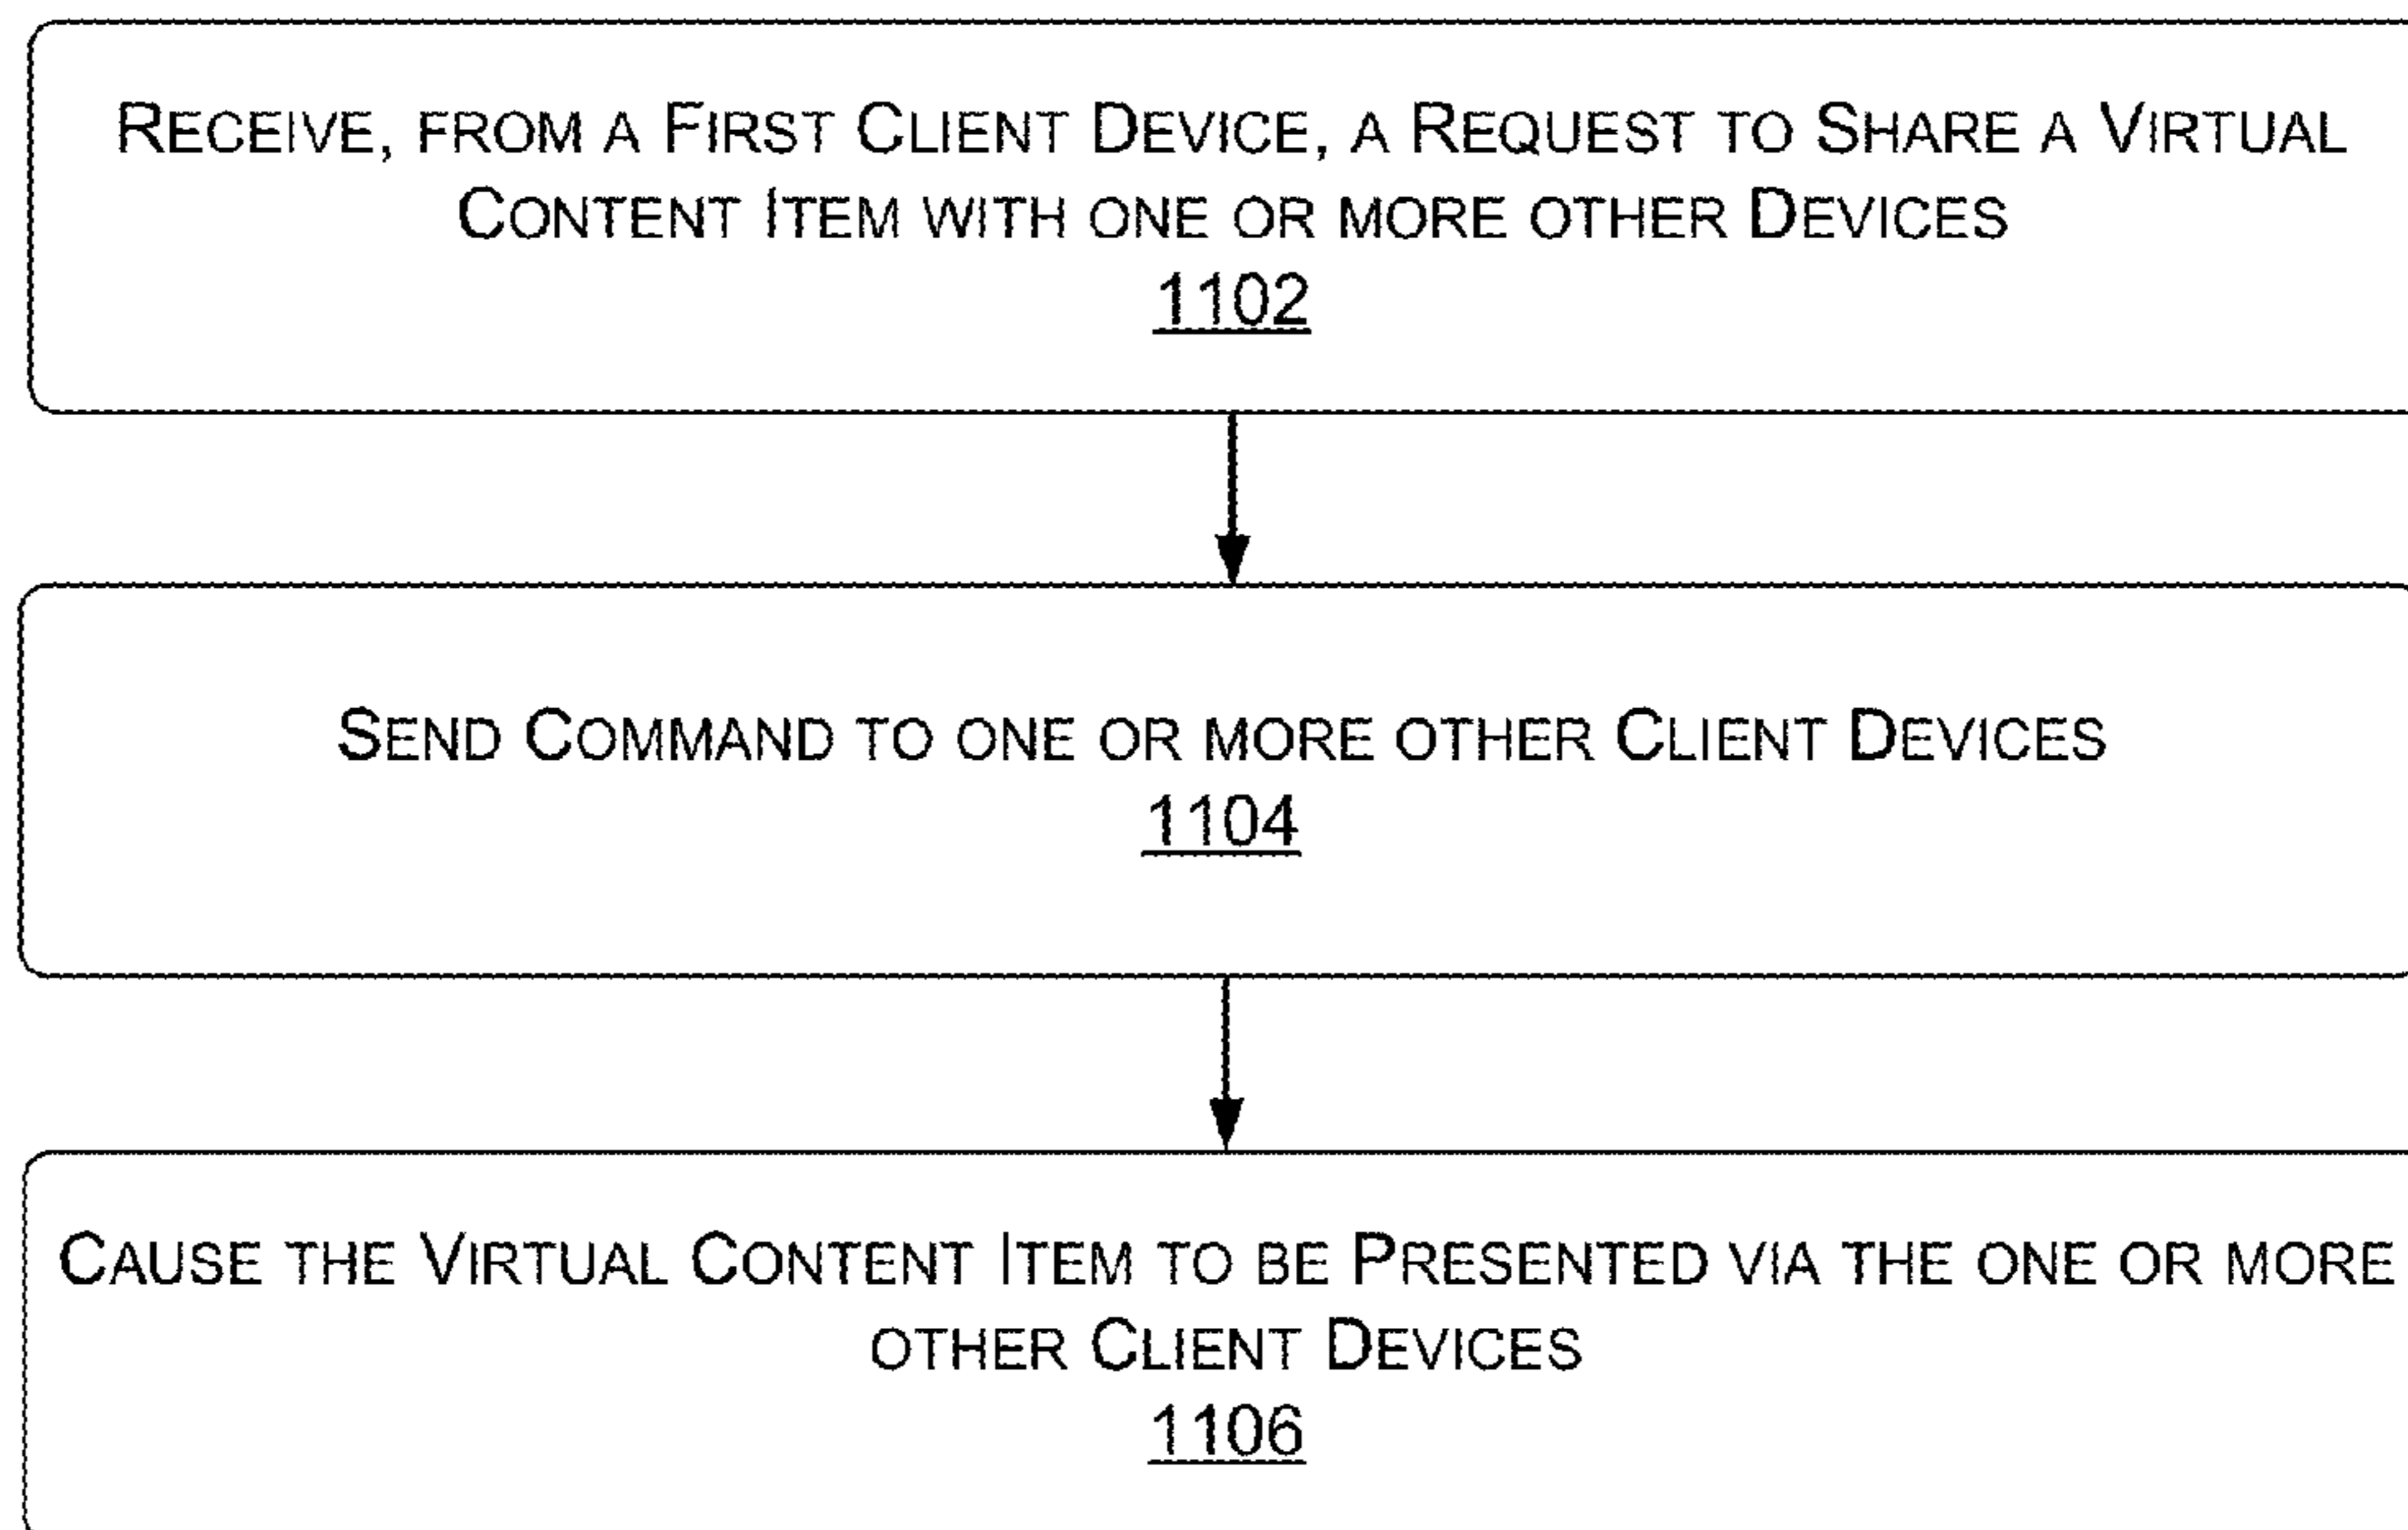 Receive, from a First Client Device, a Request to Share a Virtual
Content Item with one or more other Devices
1102
Send Command to one or more other Client Devices
1104
Cause the Virtual Content Item to be Presented via the one or more
other Client Devices
1106